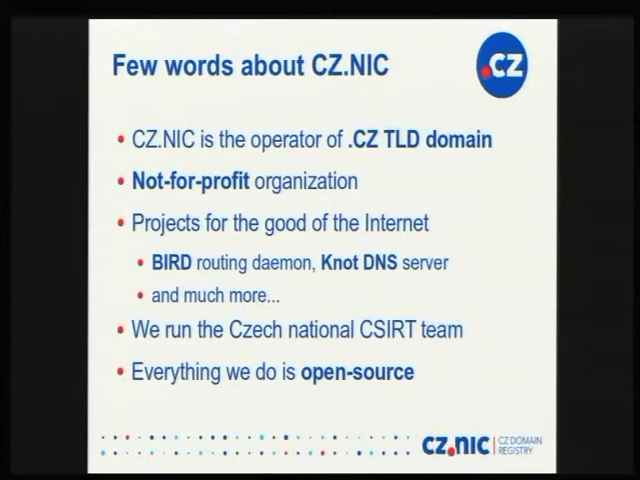 Few words about CZ.NIC
.CZ
• CZ.NIC is the operator of .CZ TLD domain
• Not-for-profit organization
• Projects for the good of the Internet
• BIRD routing daemon, Knot DNS server
• and much more...
• We run the Czech national CSIRT team
• Everything we do is open-source
CZ.NIC | CZ DOMAIN
REGISTRY